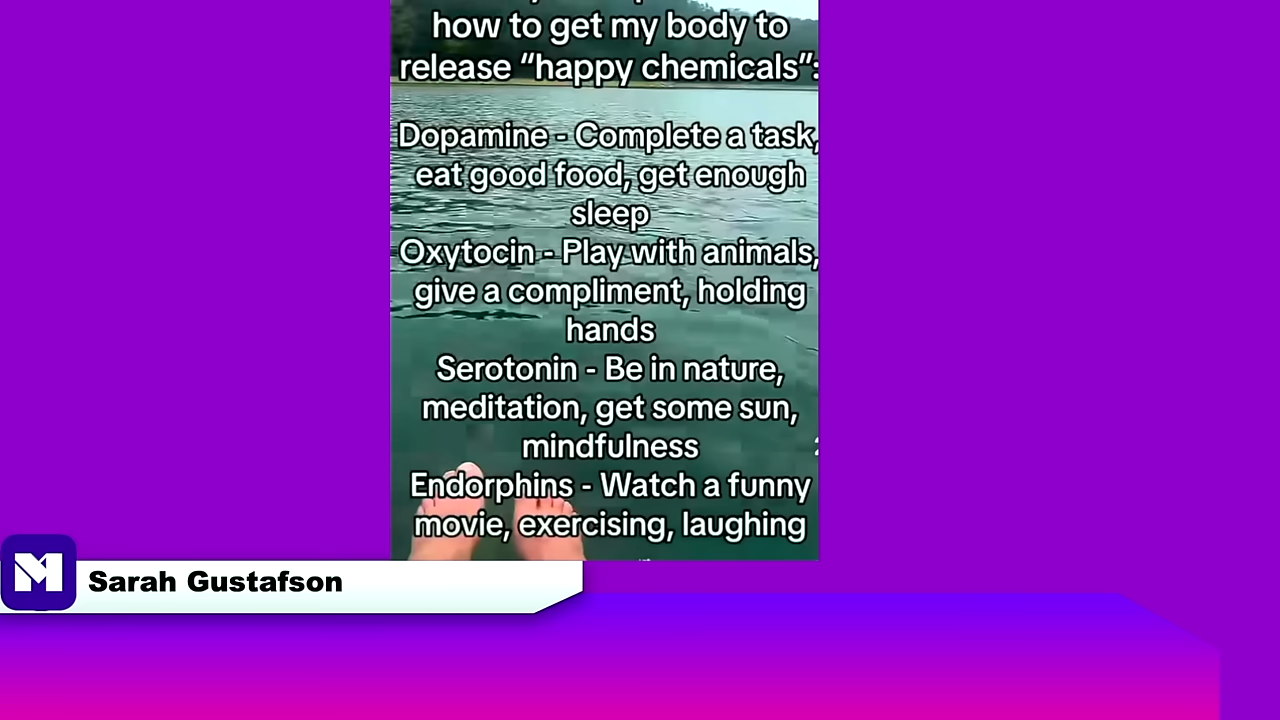 how to get my body to
release “happy chemicals”:
Dopamine - Complete a task,
eat good food, get enough
sleep
Oxytocin - Play with animals,
give a compliment, holding
hands
Serotonin - Be in nature,
meditation, get some sun,
mindfulness
Endorphins - Watch a funny
movie, exercising, laughing
M
Sarah Gustafson